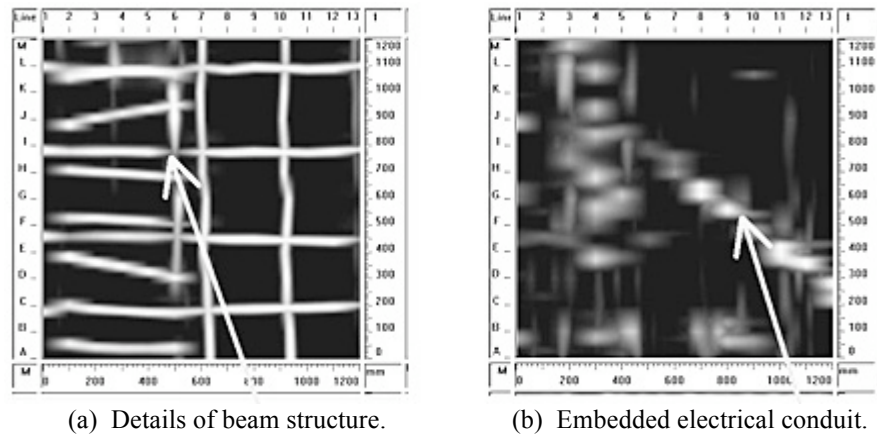 Line 1 2 3 4 5 6 7 8 9 10 11 12 13 1
M 1200
L 1100
K 1000
J 900
I 800
H 700
G 600
F 500
E 400
D 300
C 200
B 100
A 0
M 200 400 600 1000 1200 mm
Line 1 2 3 4 5 6 7 8 9 10 11 12 13 1
M 1200
L 1100
K 1000
J 900
I 800
H 700
G 600
F 500
E 400
D 300
C 200
B 100
A 0
M 200 400 600 800 1200 mm
(a) Details of beam structure.
(b) Embedded electrical conduit.